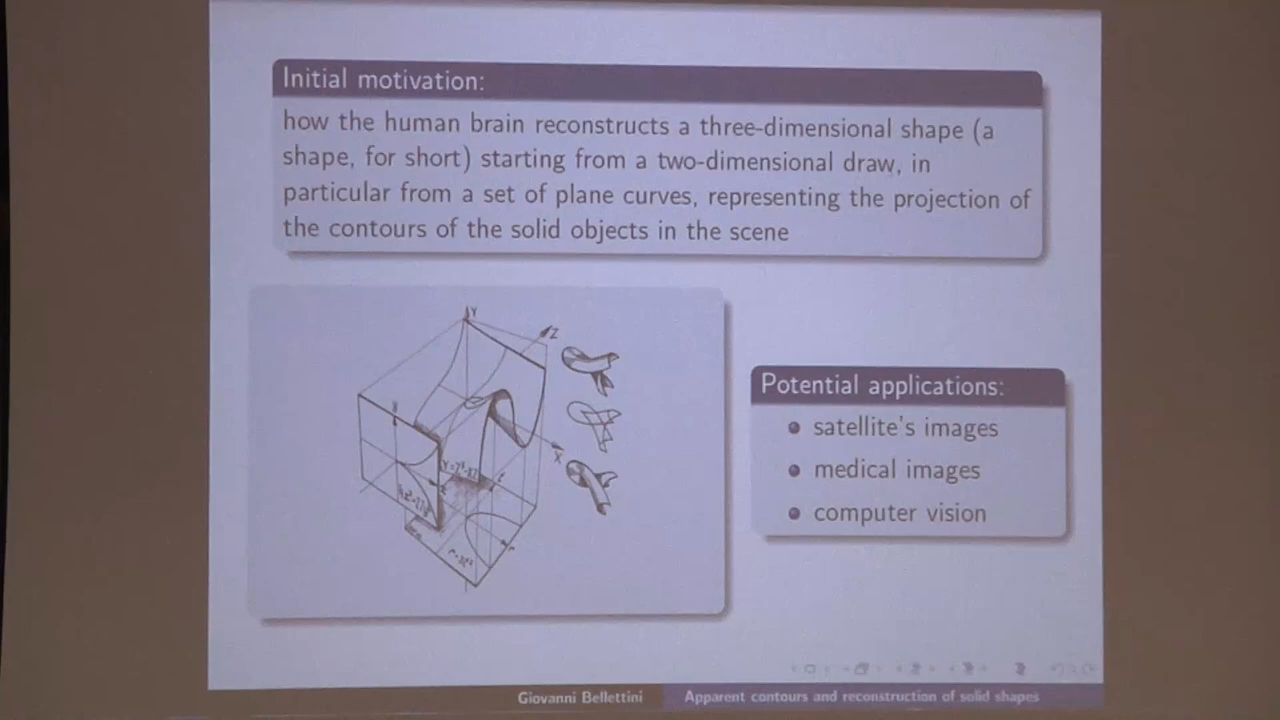 Initial motivation:
how the human brain reconstructs a three-dimensional shape (a
shape, for short) starting from a two-dimensional draw, in
particular from a set of plane curves, representing the projection of
the contours of the solid objects in the scene
Y
Z
X
Potential applications:
satellite's images
medical images
computer vision
Giovanni Bellettini
Apparent contours and reconstruction of solid shapes